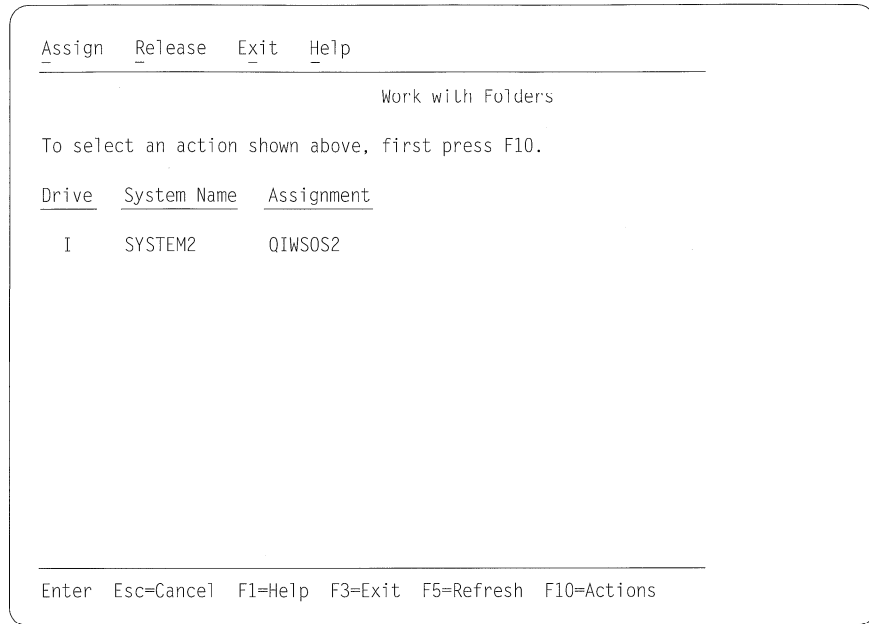 Assign Release Exit Help
Work with Folders
To select an action shown above, first press F10.
Drive System Name Assignment
I SYSTEM2 QIWSOS2
Enter Esc=Cancel F1=Help F3=Exit F5=Refresh F10=Actions